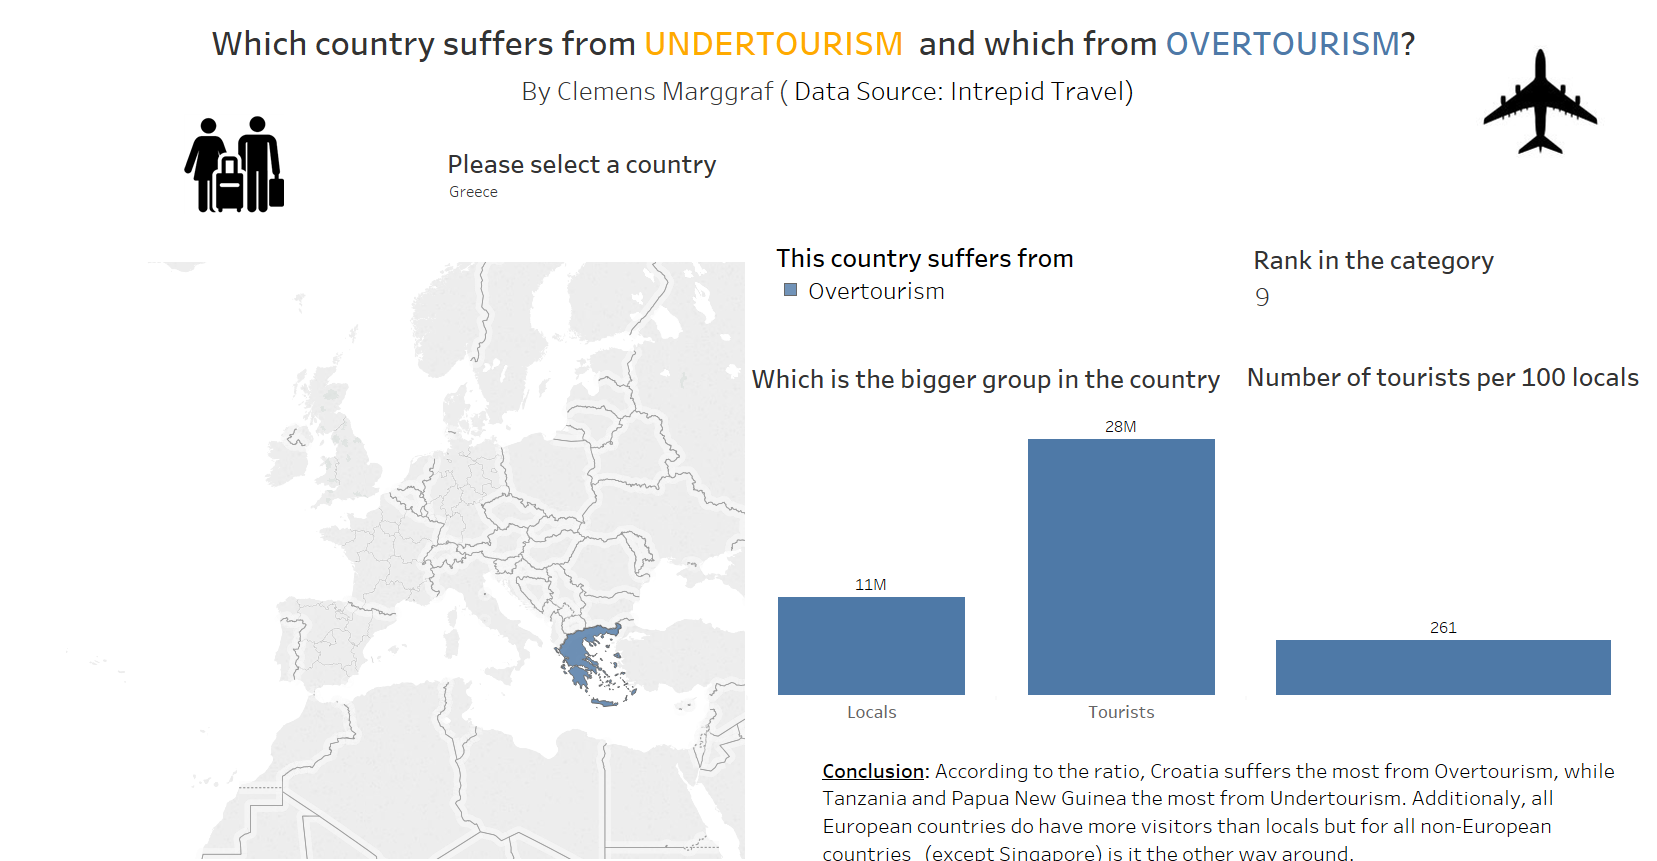 Which country suffers from UNDERTOURISM and which from OVERTOURISM?
By Clemens Marggraf ( Data Source: Intrepid Travel)
Please select a country
Greece
This country suffers from
Overtourism
Rank in the category
9
Which is the bigger group in the country
28M
11M
Locals
Tourists
Number of tourists per 100 locals
261
Conclusion: According to the ratio, Croatia suffers the most from Overtourism, while
Tanzania and Papua New Guinea the most from Undertourism. Additionaly, all
European countries do have more visitors than locals but for all non-European
countries (except Singapore) is it the other way around.